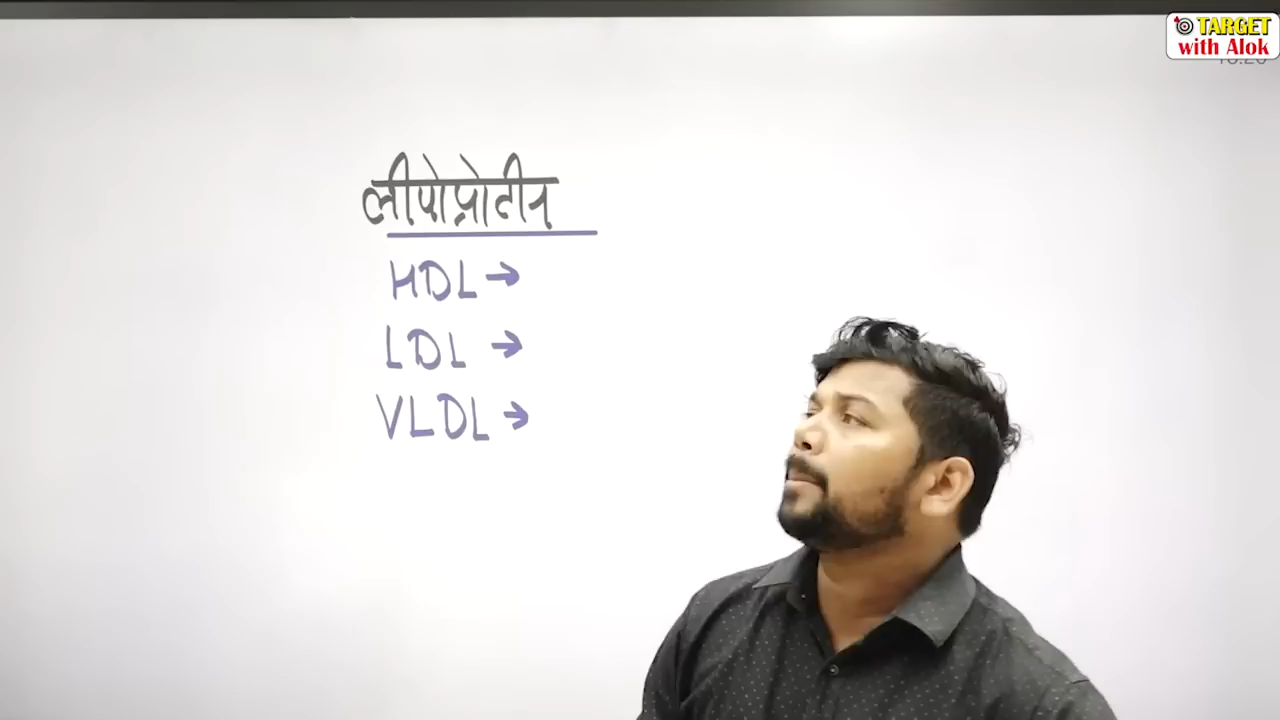 TARGET
with Alok
लीपोप्रोटीन
HDL →
LDL →
VLDL →